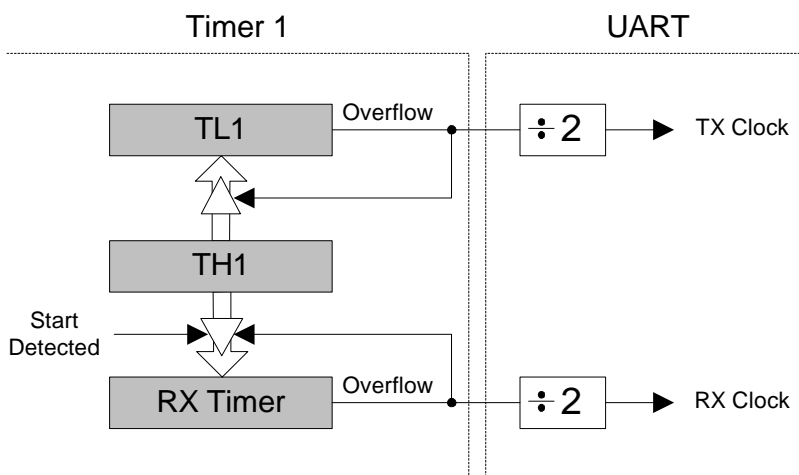 Timer 1
UART
TL1
Overflow
÷2
TX Clock
TH1
Start
Detected
RX Timer
Overflow
÷2
RX Clock